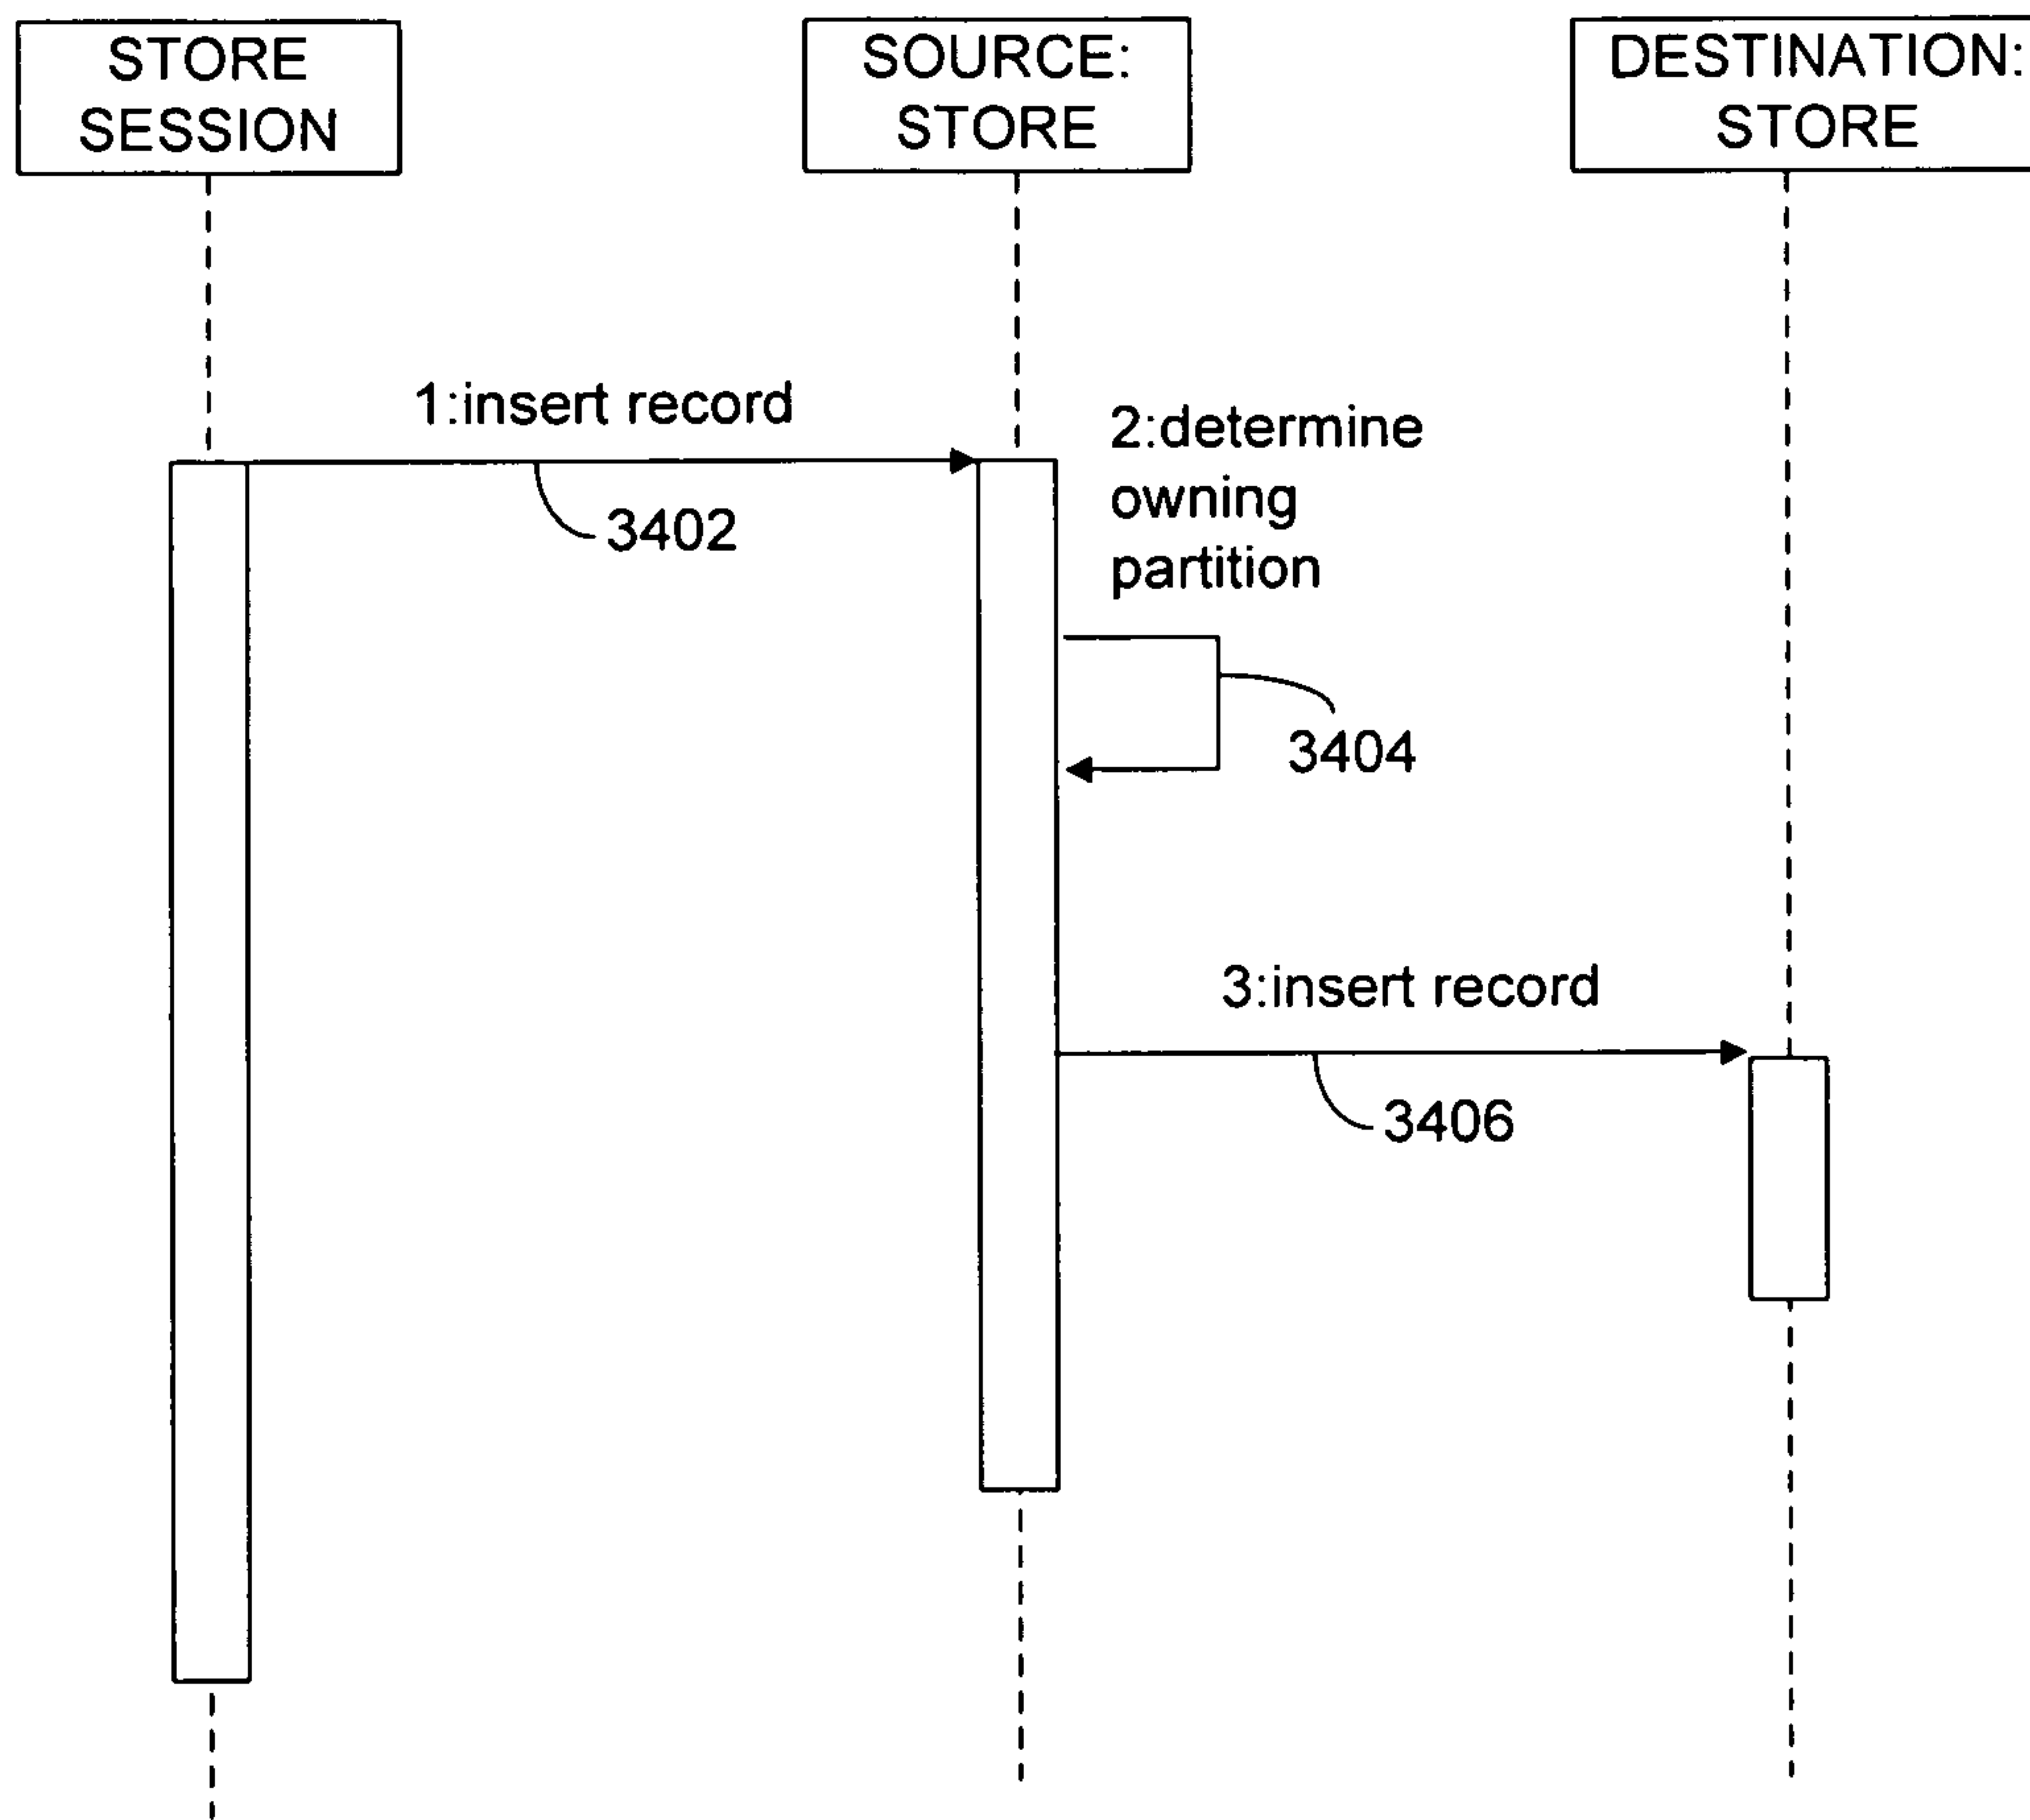 STORE
SESSION
SOURCE:
STORE
DESTINATION:
STORE
1:insert record
3402
2:determine
owning
partition
3404
3:insert record
3406